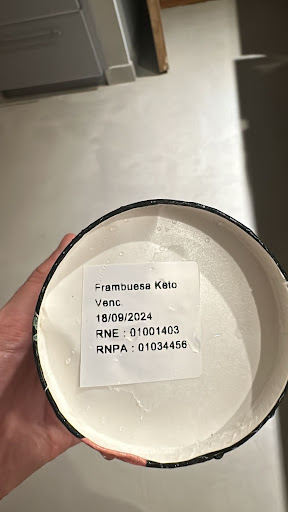 Frambuesa Keto
Venc
18/09/2024
RNE : 01001403
RNPA : 01034456